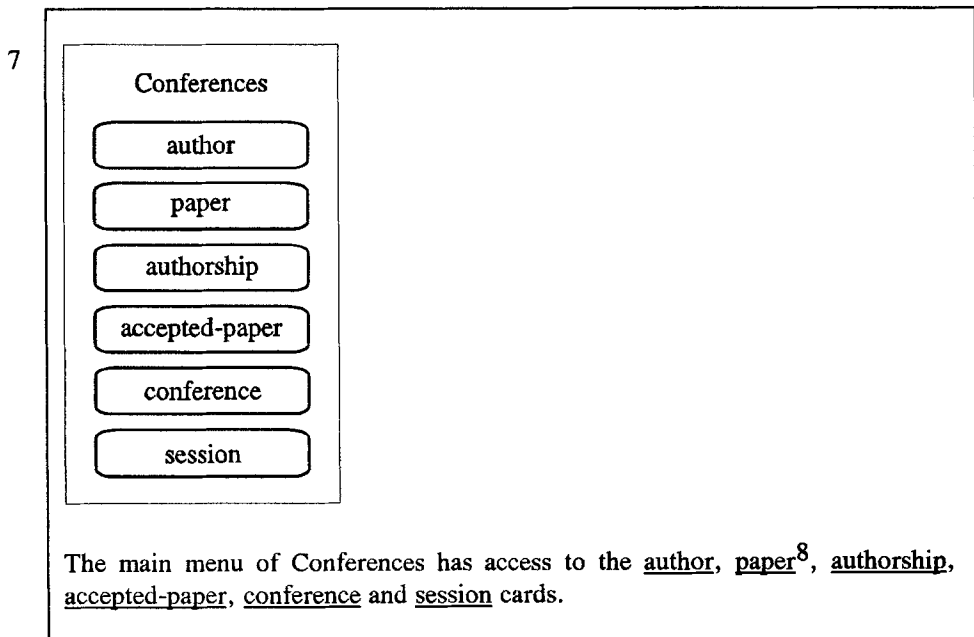 7
Conferences
author
paper
authorship
accepted-paper
conference
session
The main menu of Conferences has access to the author, paper8, authorship,
accepted-paper, conference and session cards.